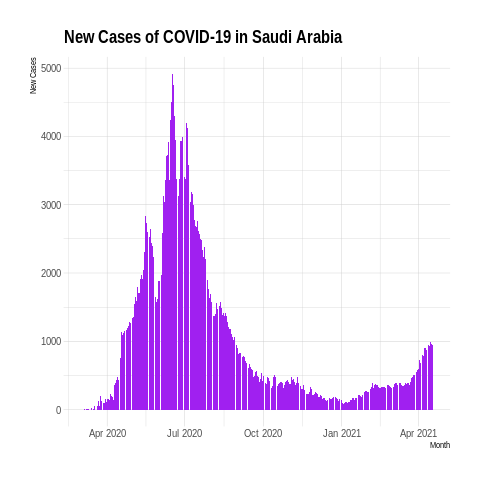 New Cases of COVID-19 in Saudi Arabia
New Cases
5000
4000
3000
2000
1000
0
Apr 2020 Jul 2020 Oct 2020 Jan 2021 Apr 2021
Month